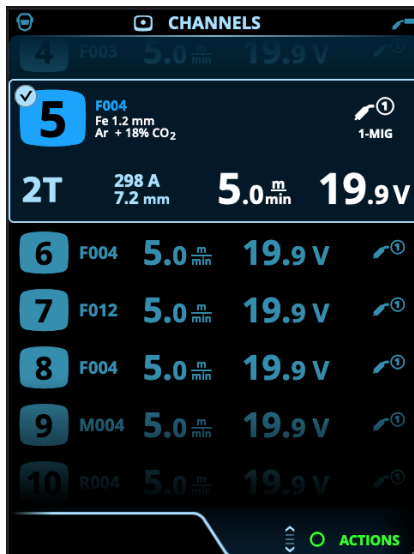 CHANNELS
4 F003 5.0 m/min 19.9 V 1
5 F004
Fe 1.2 mm
Ar + 18% CO2
1
1-MIG
2T 298 A 5.0 m/min 19.9 V
7.2 mm
6 F004 5.0 m/min 19.9 V 1
7 F012 5.0 m/min 19.9 V 1
8 F004 5.0 m/min 19.9 V 1
9 M004 5.0 m/min 19.9 V 1
10 R004 5.0 m/min 19.9 V 1
ACTIONS